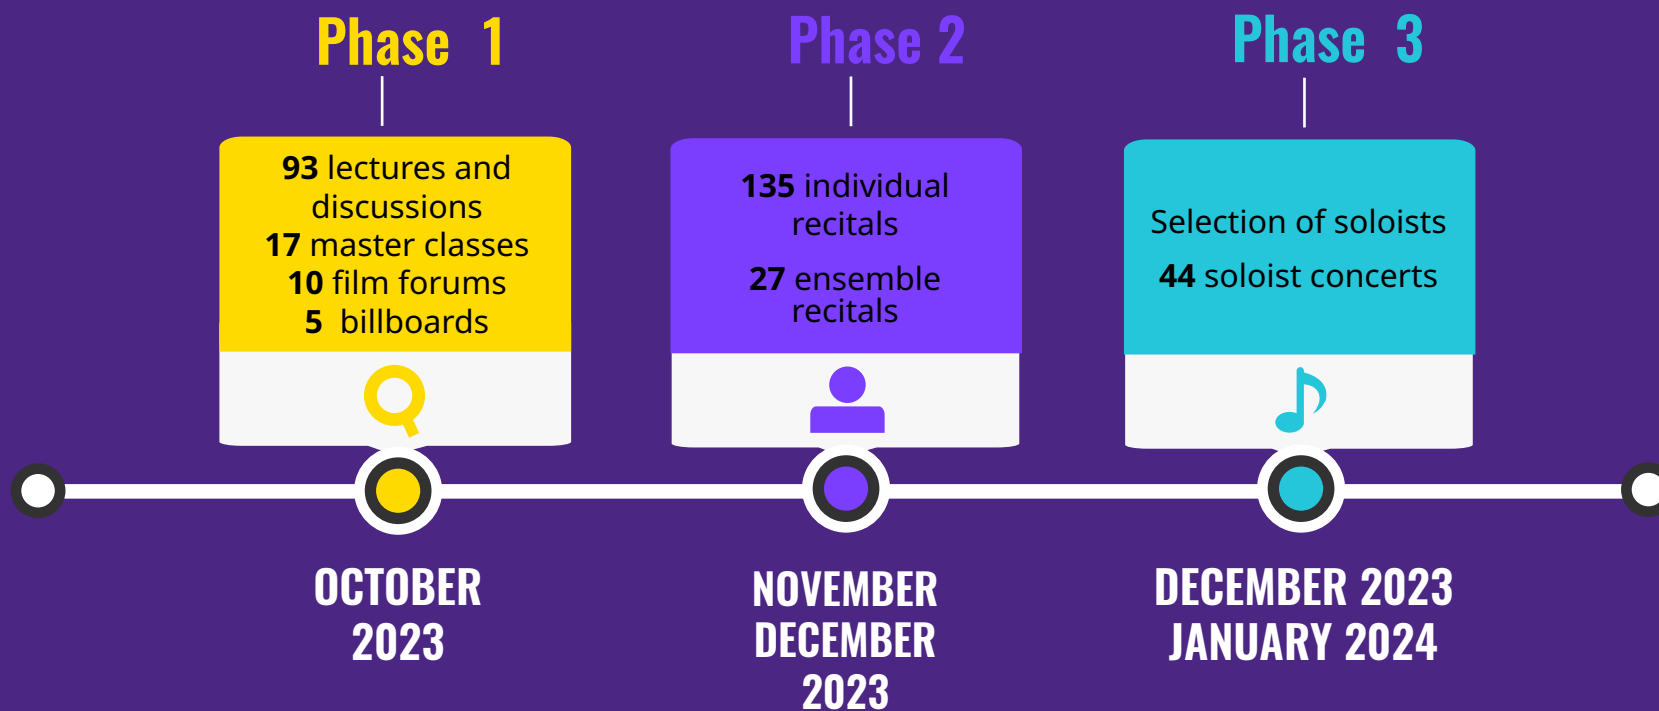 Phase 1
93 lectures and
discussions
17 master classes
10 film forums
5 billboards
OCTOBER
2023
Phase 2
135 individual
recitals
27 ensemble
recitals
NOVEMBER
DECEMBER
2023
Phase 3
Selection of soloists
44 soloist concerts
DECEMBER 2023
JANUARY 2024